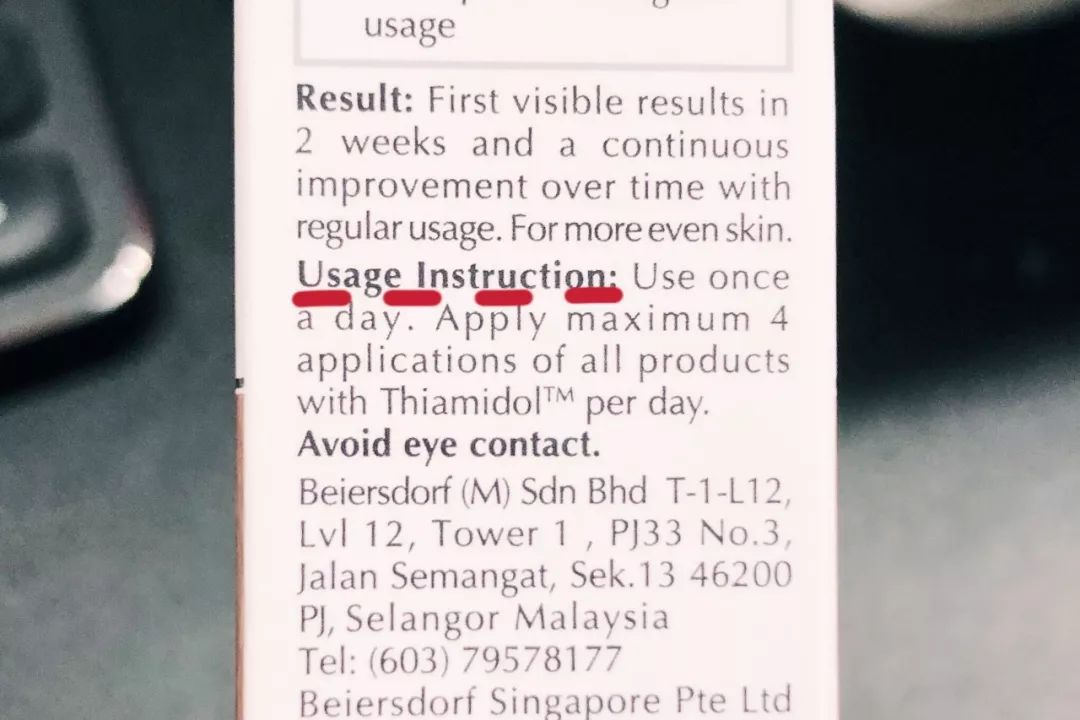 usage
Result: First visible results in
2 weeks and a continuous
improvement over time with
regular usage. For more even skin.
Usage Instruction: Use once
a day. Apply maximum 4
applications of all products
with Thiamidol™ per day.
Avoid eye contact.
Beiersdorf (M) Sdn Bhd T-1-L12,
Lvl 12, Tower 1 , PJ33 No.3,
Jalan Semangat, Sek.13 46200
PJ, Selangor Malaysia
Tel: (603) 79578177
Beiersdorf Singapore Pte Ltd